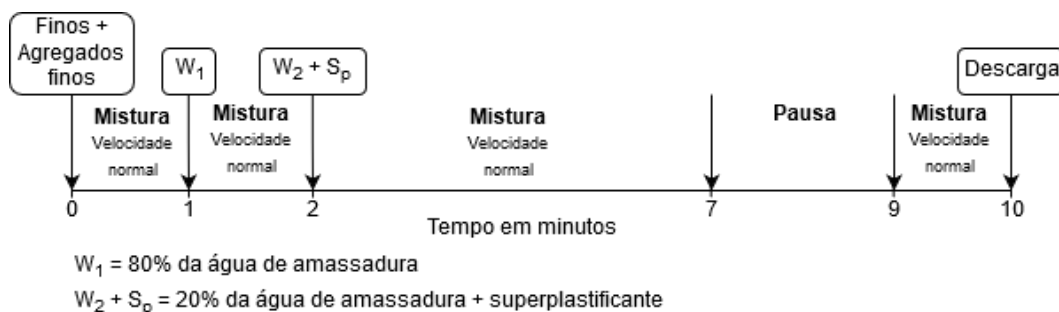 Finos +
Agregados
finos
W₁
W₂ + Sₚ
Descarga
Mistura
Velocidade
normal
Mistura
Velocidade
normal
Mistura
Velocidade
normal
Pausa
Mistura
Velocidade
normal
0 1 2 7 9 10
Tempo em minutos
W₁ = 80% da água de amassadura
W₂ + Sₚ = 20% da água de amassadura + superplastificante